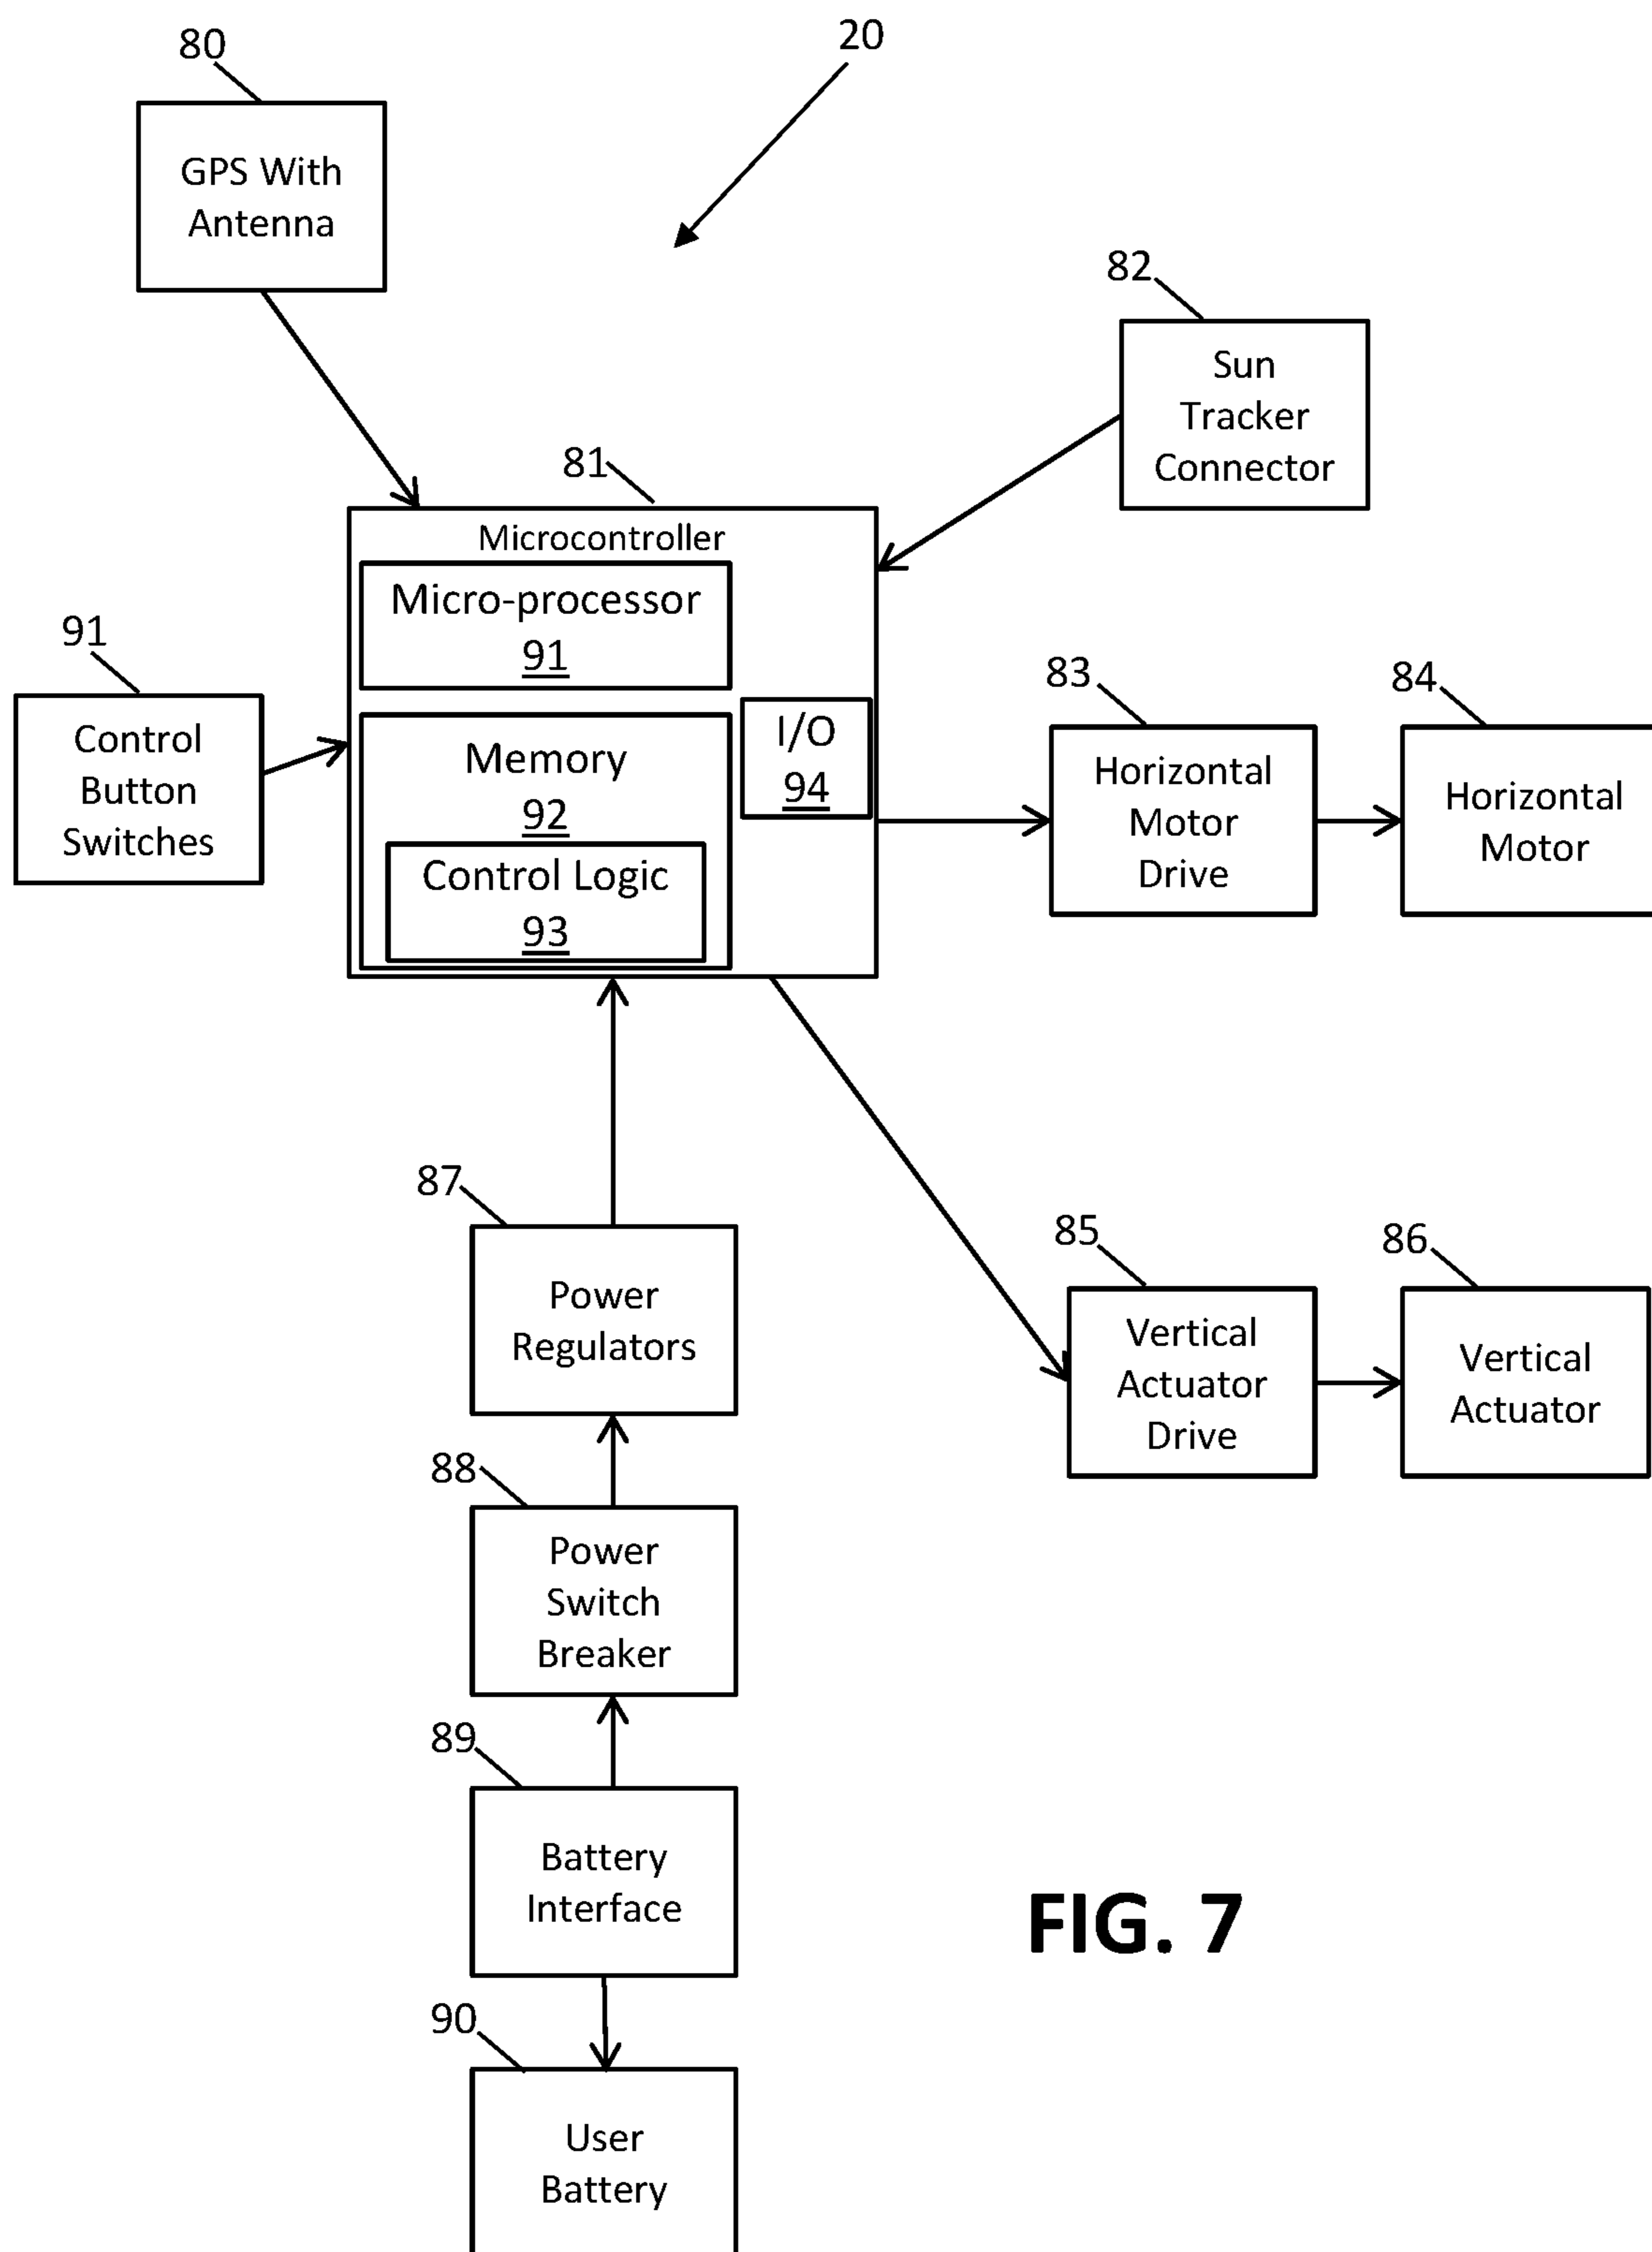 80
20
GPS With
Antenna
82
Sun
Tracker
Connector
81
Microcontroller
Micro-processor
91
91
Control
Button
Switches
Memory
92
Control Logic
93
I/O
94
83
Horizontal
Motor
Drive
84
Horizontal
Motor
87
Power
Regulators
85
Vertical
Actuator
Drive
86
Vertical
Actuator
88
Power
Switch
Breaker
89
Battery
Interface
90
User
Battery
FIG. 7